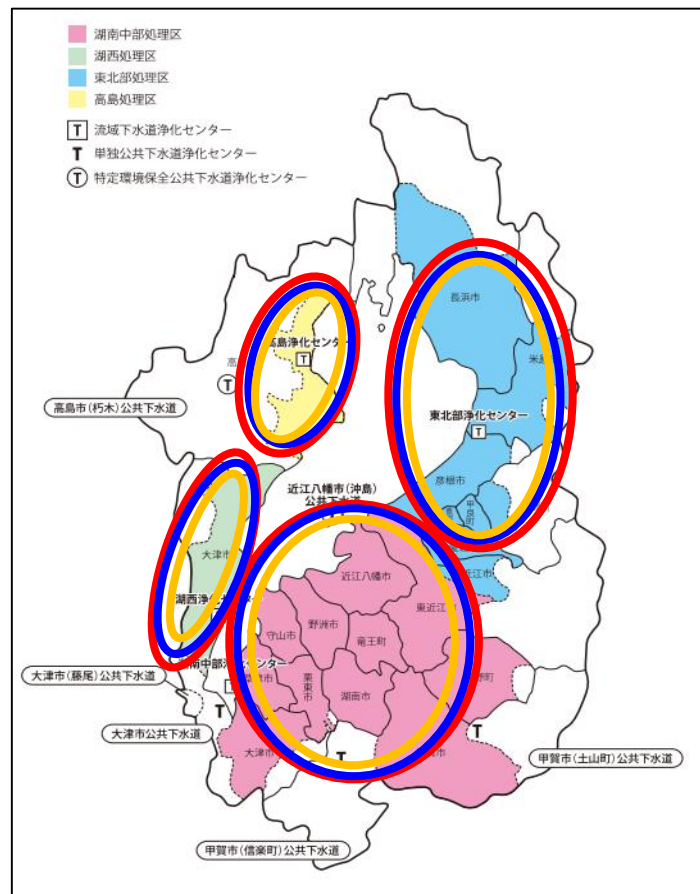 湖南中部処理区
湖西処理区
東北部処理区
高島処理区
T 流域下水道浄化センター
T 単独公共下水道浄化センター
T 特定環境保全公共下水道浄化センター
長浜市
高島浄化センター
T
T
高島市(朽木)公共下水道
東北部浄化センター
T
彦根市
甲良町
近江八幡市(沖島)
公共下水道
大津市
近江八幡市
東近江
守山市
野洲市
竜王町
栗東市
湖南市
大津市(藤尾)公共下水道
T
T
大津市公共下水道
大津市
T
甲賀市(土山町)公共下水道
甲賀市(信楽町)公共下水道